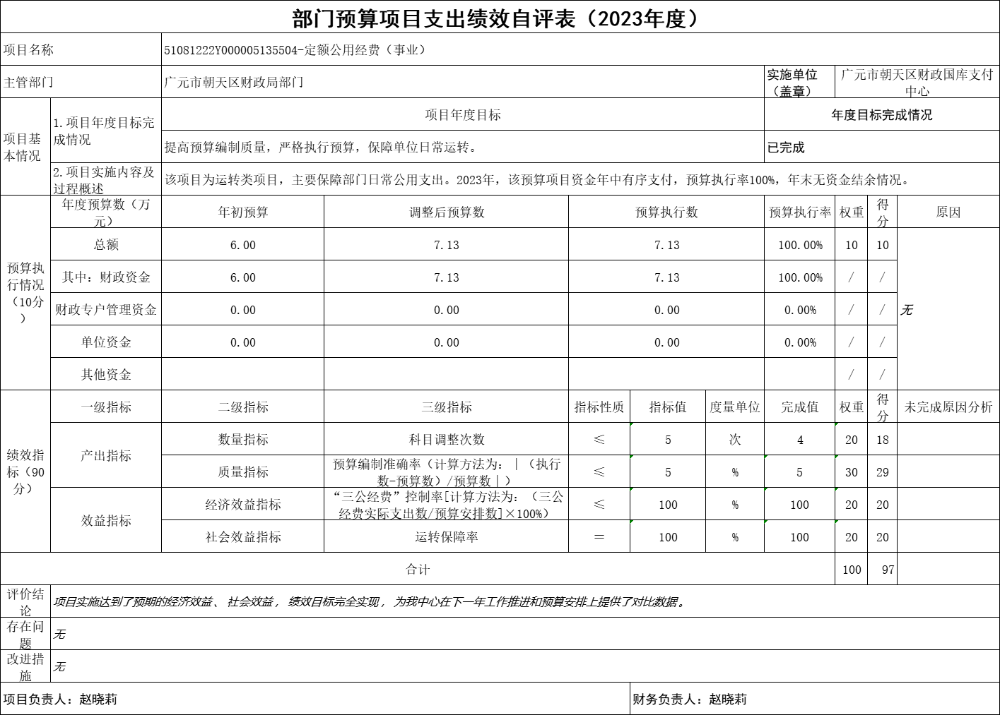 部门预算项目支出绩效自评表（2023年度）
项目名称 51081222Y000005135504-定额公用经费（事业）
主管部门 广元市朝天区财政局部门 实施单位（盖章） 广元市朝天区财政国库支付中心
项目基本情况 1.项目年度目标完成情况 项目年度目标 年度目标完成情况
提高预算编制质量，严格执行预算，保障单位日常运转。 已完成
2.项目实施内容及过程概述 该项目为运转类项目，主要保障部门日常公用支出。2023年，该预算项目资金年中有序支付，预算执行率100%，年末无资金结余情况。
预算执行情况（10分） 年度预算数（万元） 年初预算 调整后预算数 预算执行数 预算执行率 权重 得分 原因
总额 6.00 7.13 7.13 100.00% 10 10 无
其中：财政资金 6.00 7.13 7.13 100.00% / /
财政专户管理资金 0.00 0.00 0.00 0.00% / /
单位资金 0.00 0.00 0.00 0.00% / /
其他资金 / /
绩效指标（90分） 一级指标 二级指标 三级指标 指标性质 指标值 度量单位 完成值 权重 得分 未完成原因分析
产出指标 数量指标 科目调整次数 ≤ 5 次 4 20 18
质量指标 预算编制准确率（计算方法为：｜（执行数-预算数）/预算数｜） ≤ 5 % 5 30 29
效益指标 经济效益指标 “三公经费”控制率[计算方法为：（三公经费实际支出数/预算安排数]×100%） ≤ 100 % 100 20 20
社会效益指标 运转保障率 ＝ 100 % 100 20 20
合计 100 97
评价结论 项目实施达到了预期的经济效益、社会效益，绩效目标完全实现，为我中心在下一年工作推进和预算安排上提供了对比数据。
存在问题 无
改进措施 无
项目负责人：赵晓莉 财务负责人：赵晓莉